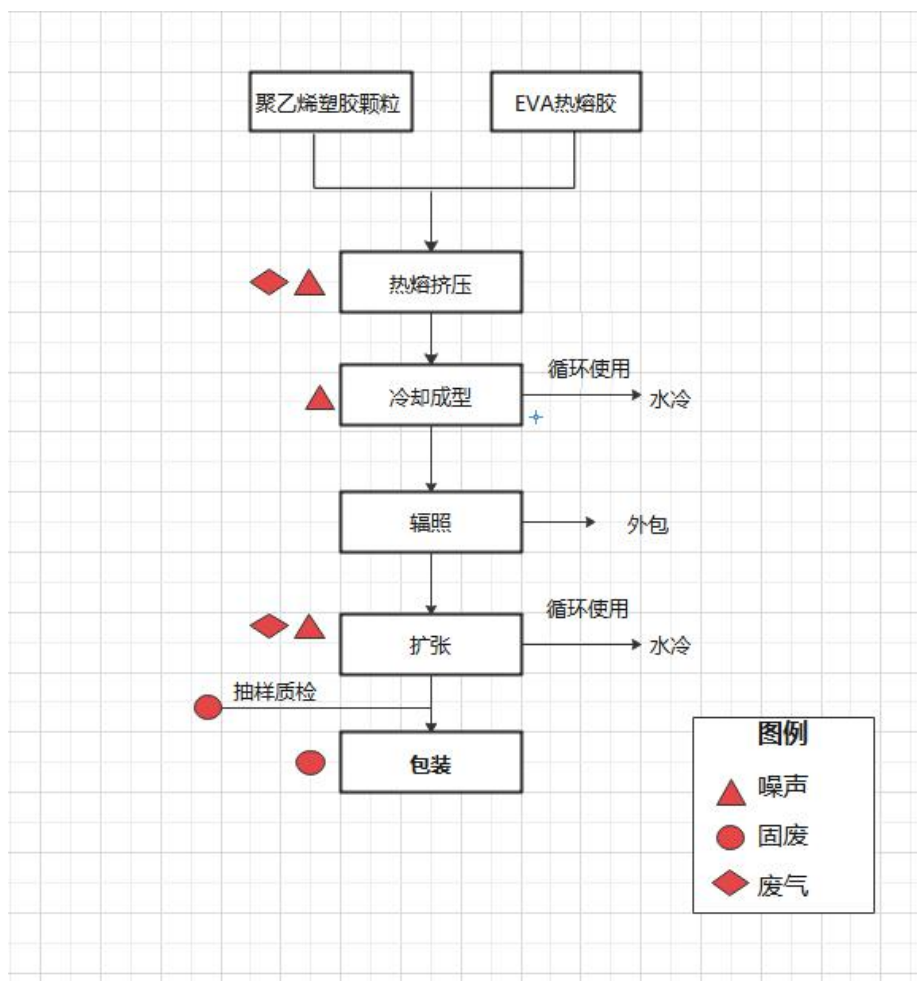 聚乙烯塑胶颗粒
EVA热熔胶
热熔挤压
冷却成型
循环使用
水冷
辐照
外包
扩张
循环使用
水冷
抽样质检
包装
图例
噪声
固废
废气